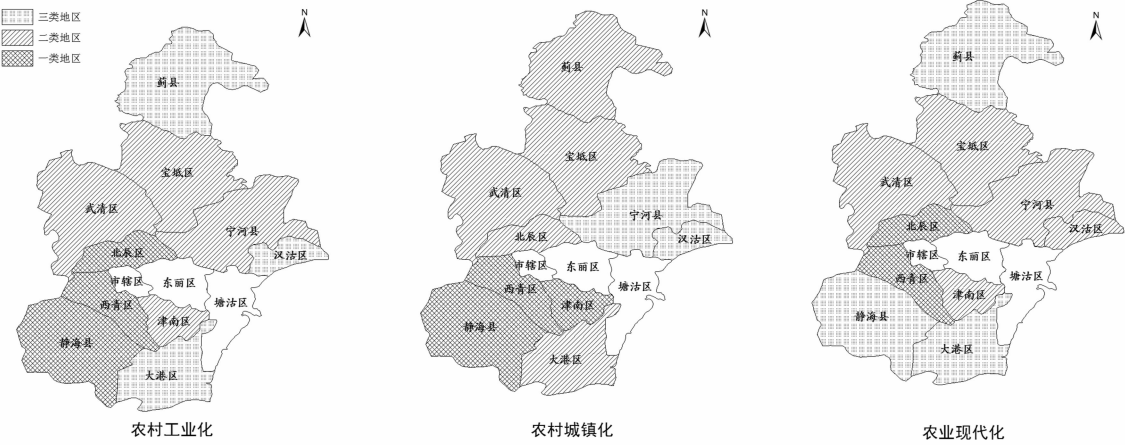 三类地区
二类地区
一类地区
N
蓟县
宝坻区
武清区
宁河县
北辰区
汉沽区
市辖区
东丽区
西青区
塘沽区
津南区
静海县
大港区
农村工业化
N
蓟县
宝坻区
武清区
宁河县
北辰区
汉沽区
市辖区
东丽区
西青区
塘沽区
津南区
静海县
大港区
农村城镇化
N
蓟县
宝坻区
武清区
宁河县
北辰区
汉沽区
市辖区
东丽区
西青区
塘沽区
津南区
静海县
大港区
农业现代化